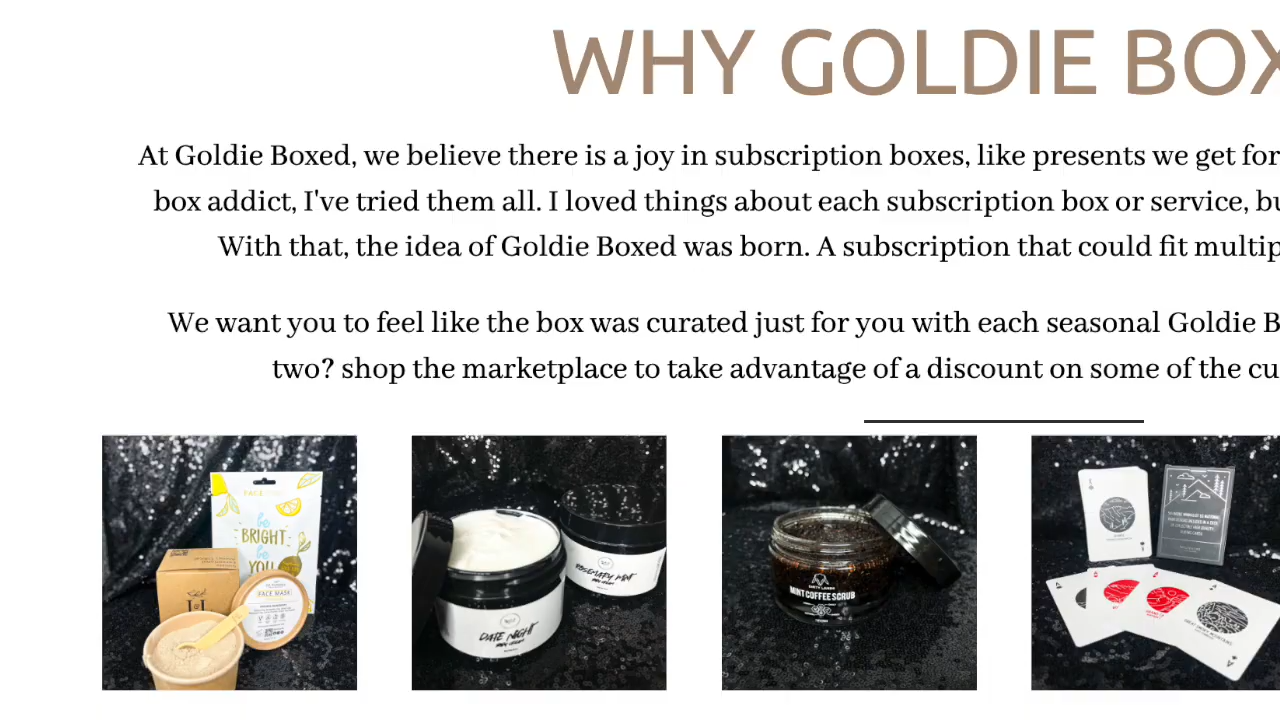 WHY GOLDIE BOX
At Goldie Boxed, we believe there is a joy in subscription boxes, like presents we get for
box addict, I've tried them all. I loved things about each subscription box or service, bu
With that, the idea of Goldie Boxed was born. A subscription that could fit multip
We want you to feel like the box was curated just for you with each seasonal Goldie B
two? shop the marketplace to take advantage of a discount on some of the cu
FACE
be
BRIGHT
be
YOU
FACE MASK
DATE NIGHT
ROSEMARY MINT
MINT COFFEE SCRUB